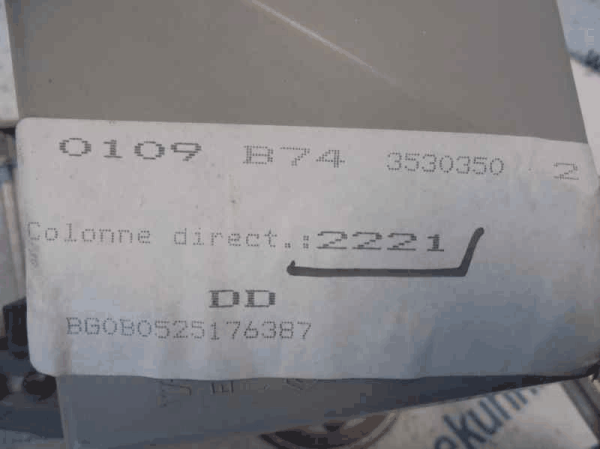 0109 B74 3530350 2
Colonne direct.:2221
DD
BG0B0525176387